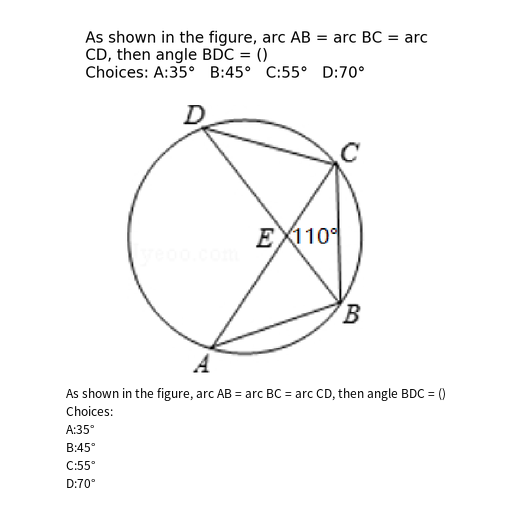 As shown in the figure, arc AB = arc BC = arc
CD, then angle BDC = ()
Choices: A:35° B:45° C:55° D:70°
D
C
E 110°
yeoo.com
B
A
As shown in the figure, arc AB = arc BC = arc CD, then angle BDC = ()
Choices:
A:35°
B:45°
C:55°
D:70°